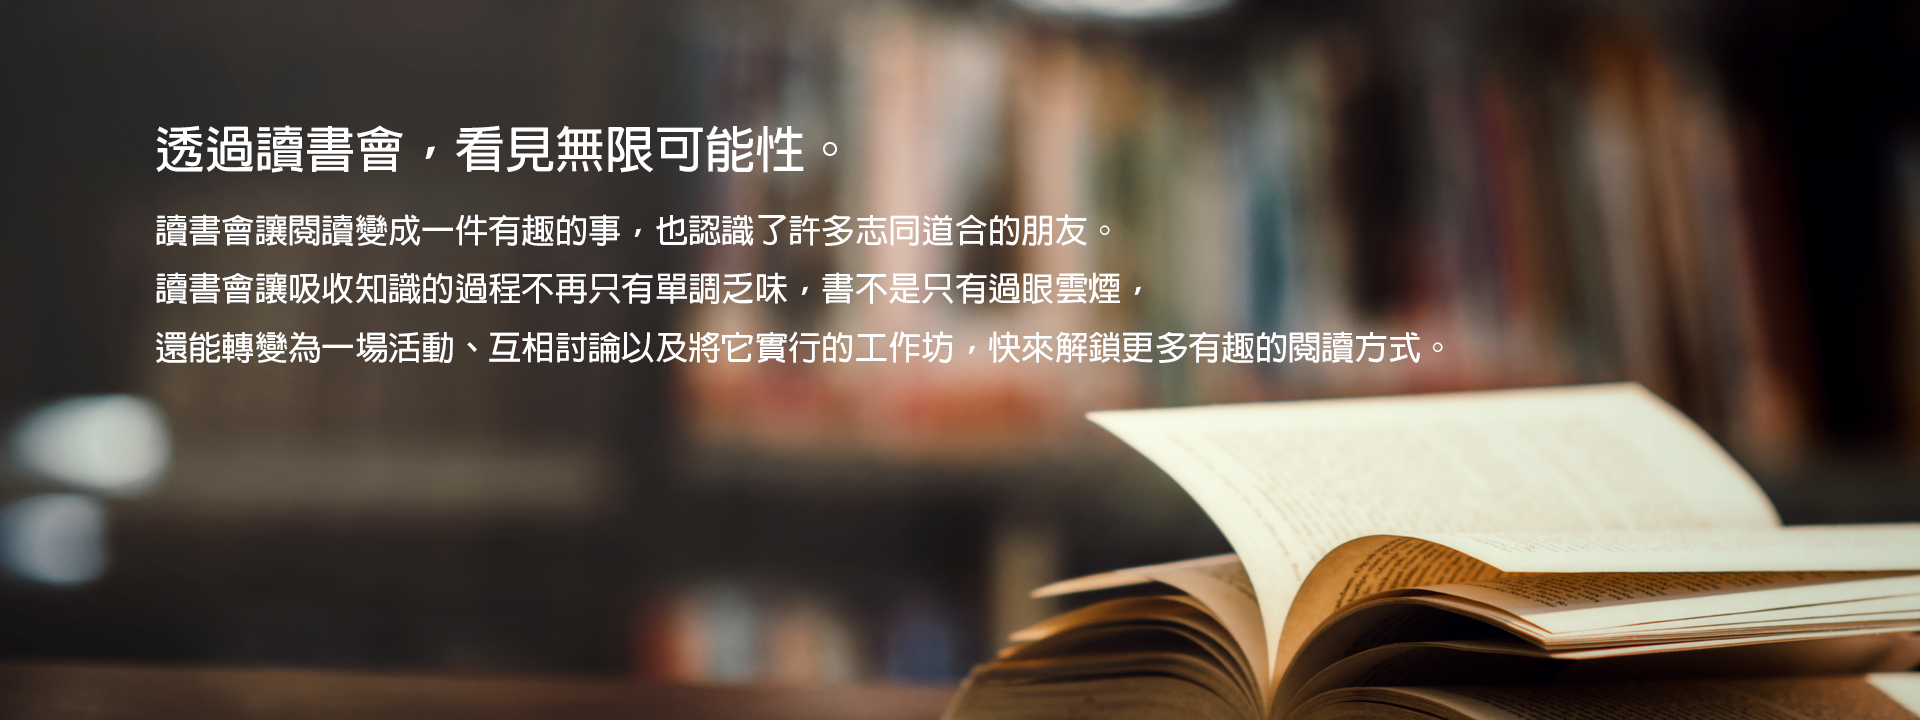 透過讀書會，看見無限可能性。
讀書會讓閱讀變成一件有趣的事，也認識了許多志同道合的朋友。
讀書會讓吸收知識的過程不再只有單調乏味，書不是只有過眼雲煙，
還能轉變為一場活動、互相討論以及將它實行的工作坊，快來解鎖更多有趣的閱讀方式。